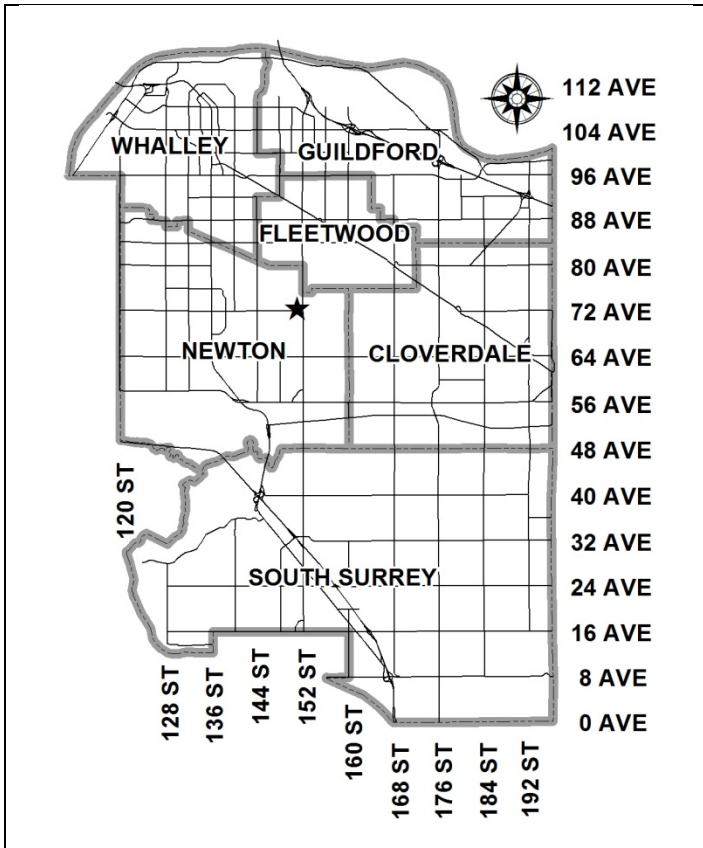 112 AVE
104 AVE
WHALLEY
GUILDFORD
96 AVE
88 AVE
FLEETWOOD
80 AVE
72 AVE
NEWTON
CLOVERDALE
64 AVE
56 AVE
48 AVE
120 ST
40 AVE
32 AVE
SOUTH SURREY
24 AVE
16 AVE
128 ST
136 ST
144 ST
152 ST
160 ST
8 AVE
0 AVE
168 ST
176 ST
184 ST
192 ST